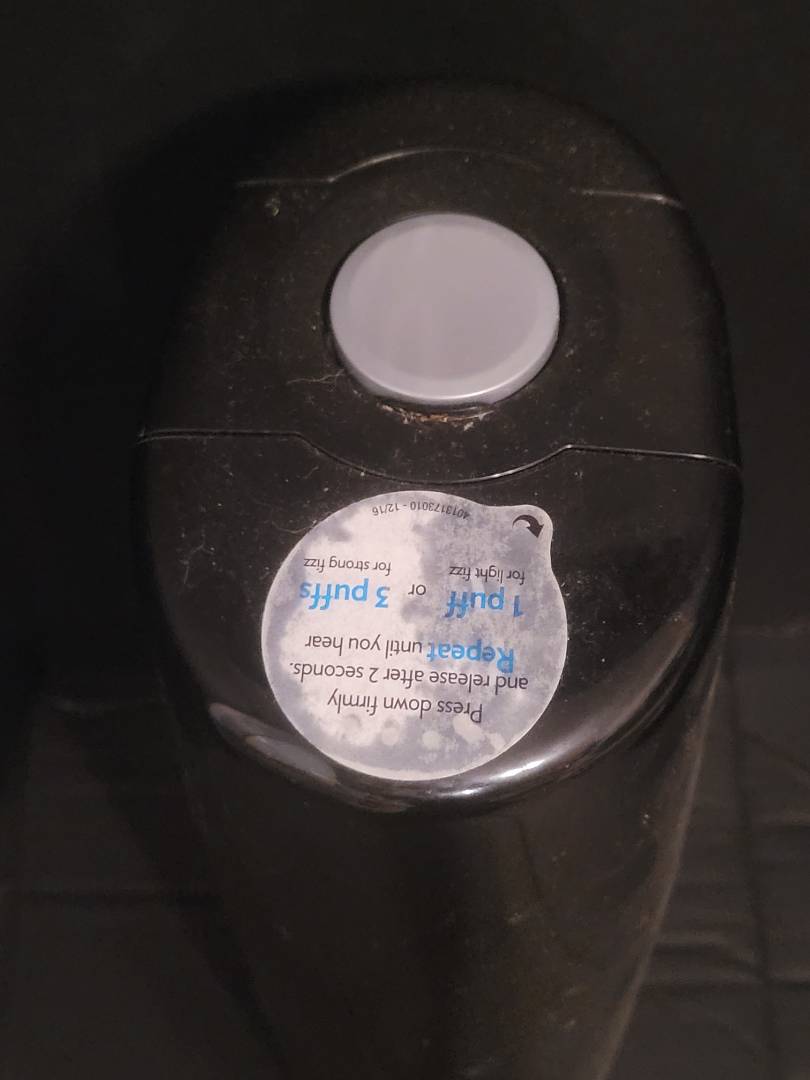 Press down firmly
and release after 2 seconds.
Repeat until you hear
1 puff or 3 puffs
for light fizz for strong fizz
4013173010 - 12/16